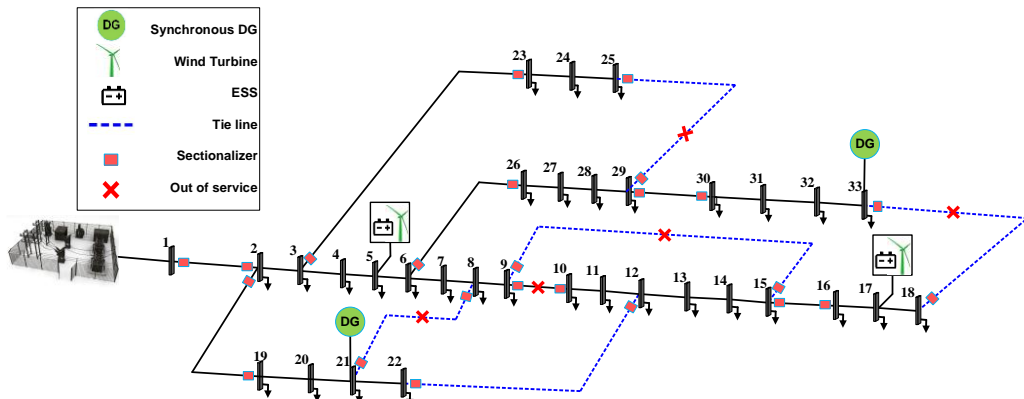 DG
Synchronous DG
Wind Turbine
ESS
Tie line
Sectionalizer
Out of service
23 24 25
26 27 28 29 30 31 32 33
DG
1 2 3 4 5 6 7 8 9 10 11 12 13 14 15 16 17 18
DG
19 20 21 22